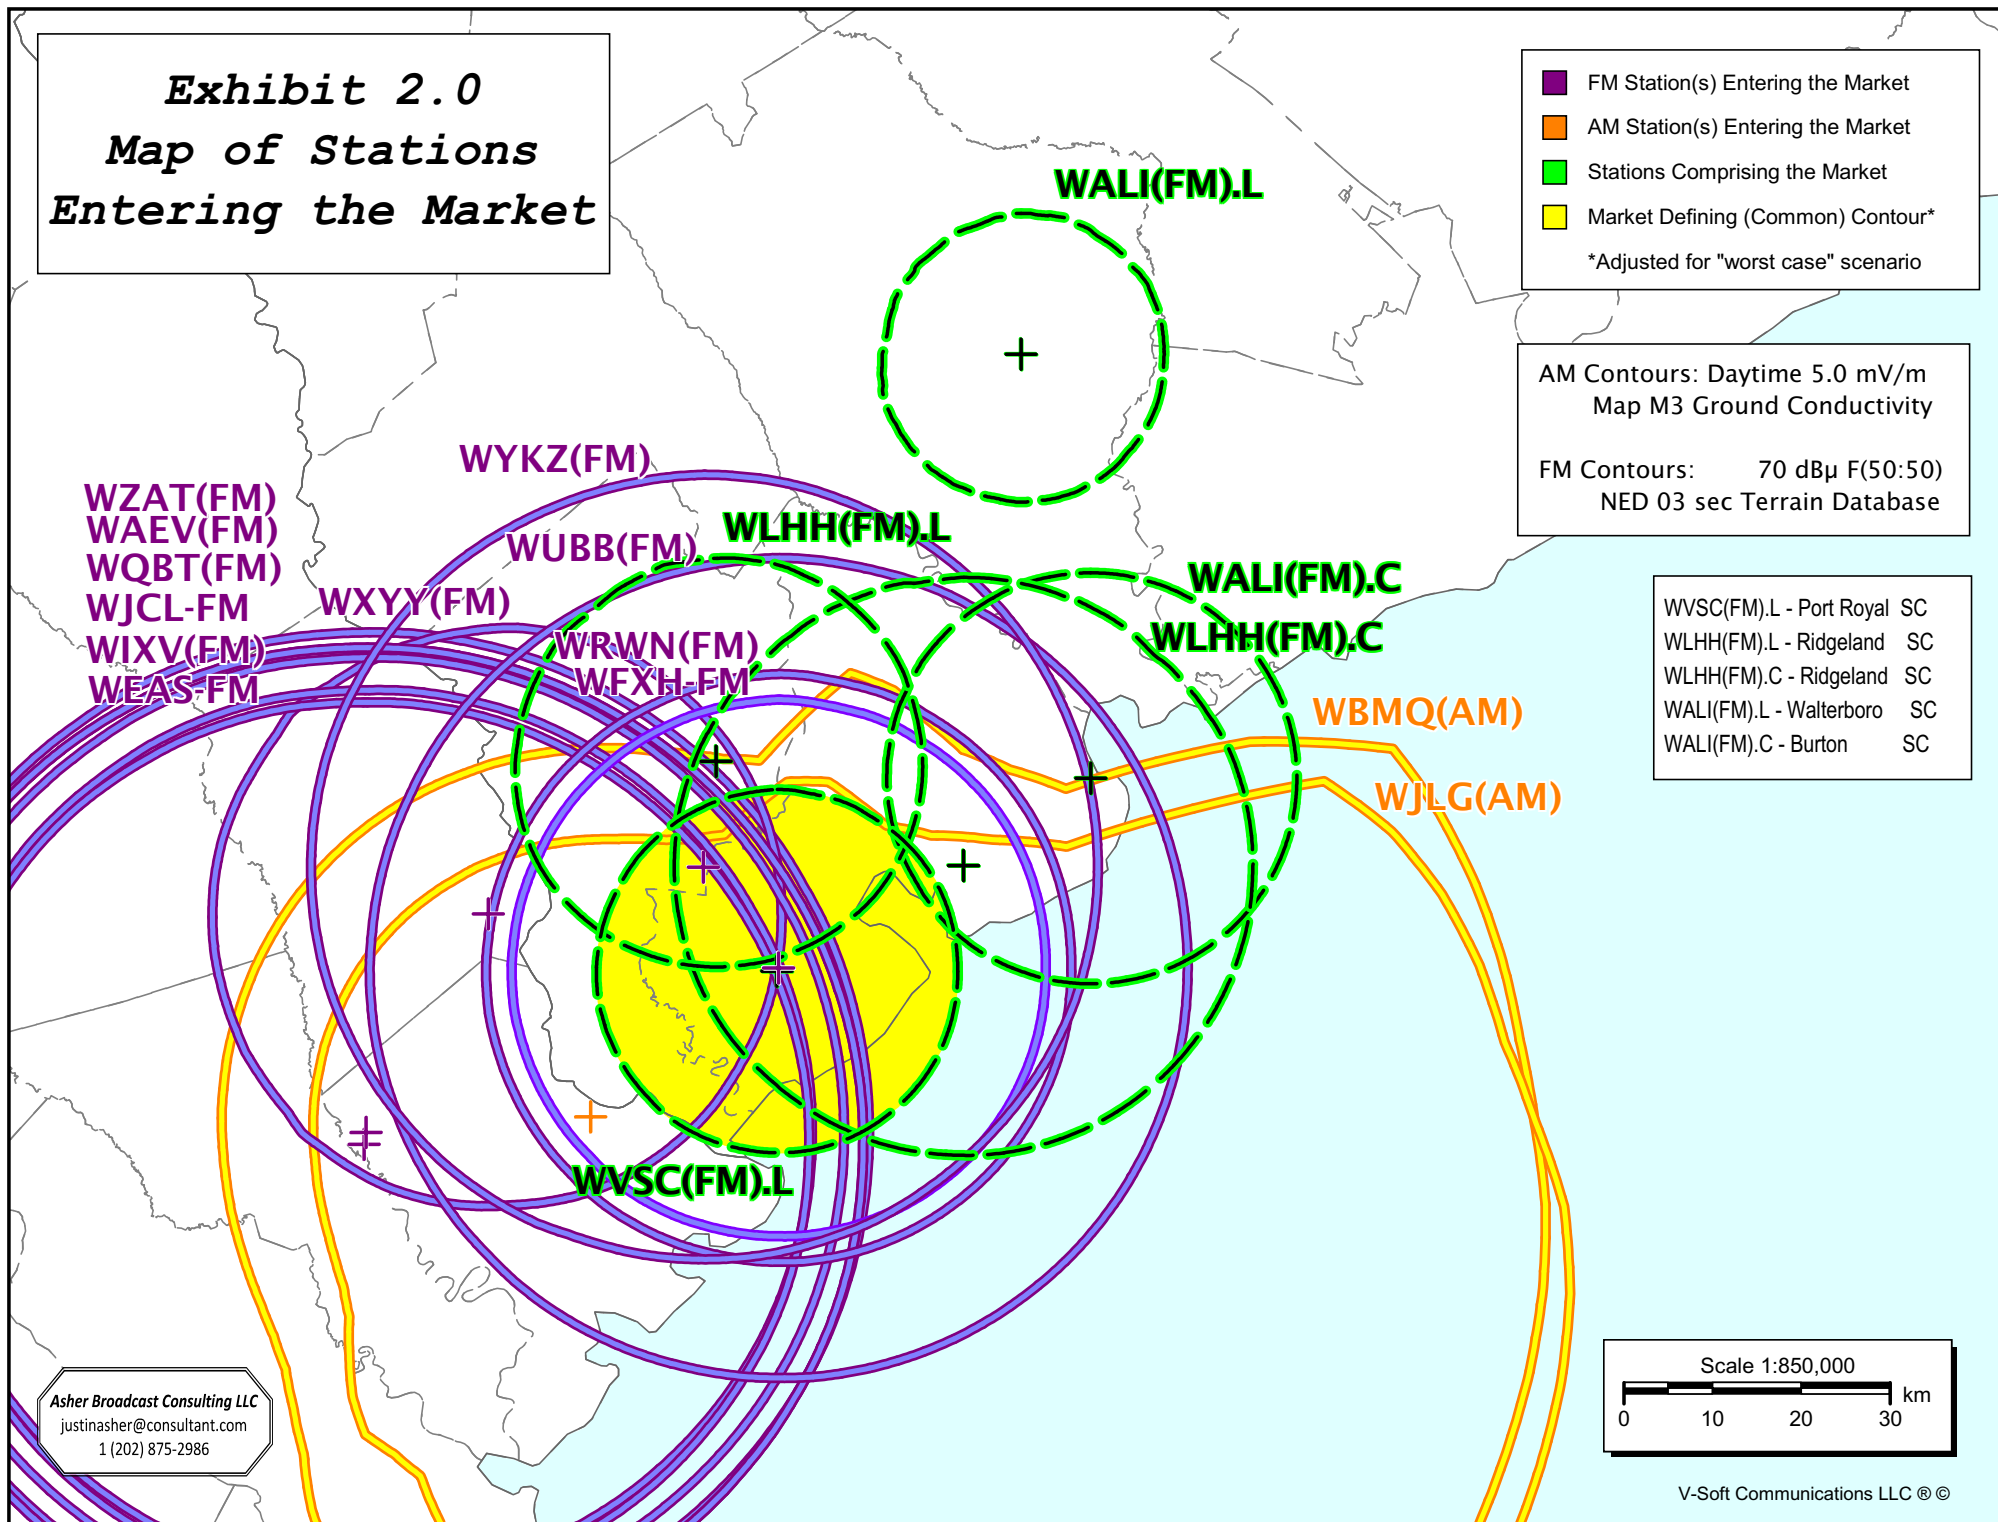 Exhibit 2.0
Map of Stations
Entering the Market
FM Station(s) Entering the Market
AM Station(s) Entering the Market
Stations Comprising the Market
Market Defining (Common) Contour*
*Adjusted for "worst case" scenario
AM Contours: Daytime 5.0 mV/m
Map M3 Ground Conductivity
FM Contours: 70 dBµ F(50:50)
NED 03 sec Terrain Database
WVSC(FM).L - Port Royal SC
WLHH(FM).L - Ridgeland SC
WLHH(FM).C - Ridgeland SC
WALI(FM).L - Walterboro SC
WALI(FM).C - Burton SC
WALI(FM).L
WYKZ(FM)
WZAT(FM)
WAEV(FM)
WQBT(FM)
WJCL-FM
WIXV(FM)
WEAS-FM
WXYY(FM)
WUBB(FM)
WLHH(FM).L
WRWN(FM)
WFXH-FM
WALI(FM).C
WLHH(FM).C
WBMQ(AM)
WJLG(AM)
WVSC(FM).L
Asher Broadcast Consulting LLC
justinasher@consultant.com
1 (202) 875-2986
Scale 1:850,000
km
0 10 20 30
V-Soft Communications LLC ® ©